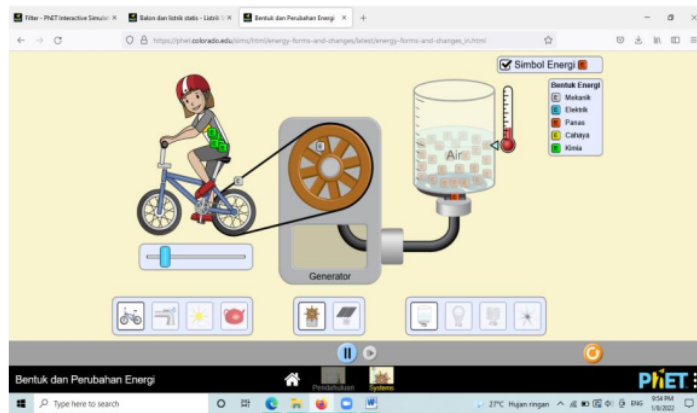 Filter - PhET Interactive Simulat
Balon dan listrik statis - Listrik S
Bentuk dan Perubahan Energi
https://phet.colorado.edu/sims/html/energy-forms-and-changes/latest/energy-forms-and-changes_in.html
Simbol Energi E
Bentuk Energi
E Mekanik
E Elektrik
E Panas
E Cahaya
E Kimia
Air
Generator
Bentuk dan Perubahan Energi
Pendahuluan
Systems
PhET
Type here to search
27°C Hujan ringan
ENG
9:54 PM